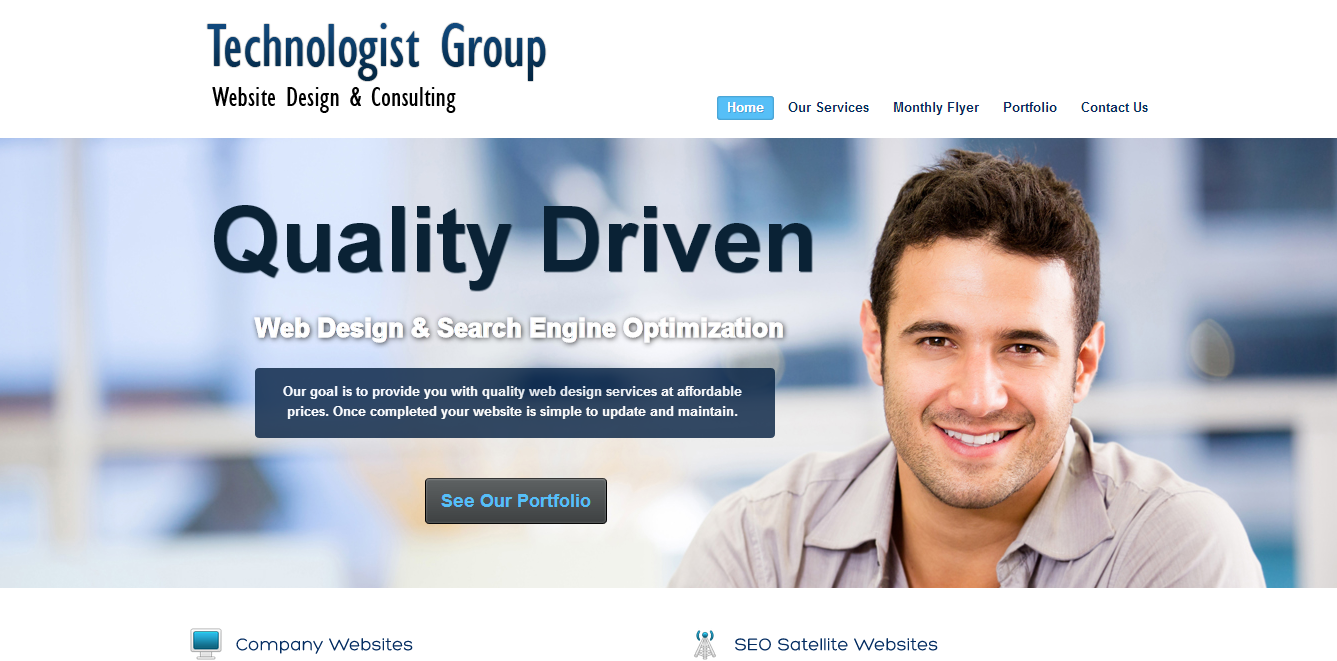 Technologist Group
Website Design & Consulting
Home Our Services Monthly Flyer Portfolio Contact Us
Quality Driven
Web Design & Search Engine Optimization
Our goal is to provide you with quality web design services at affordable
prices. Once completed your website is simple to update and maintain.
See Our Portfolio
Company Websites SEO Satellite Websites